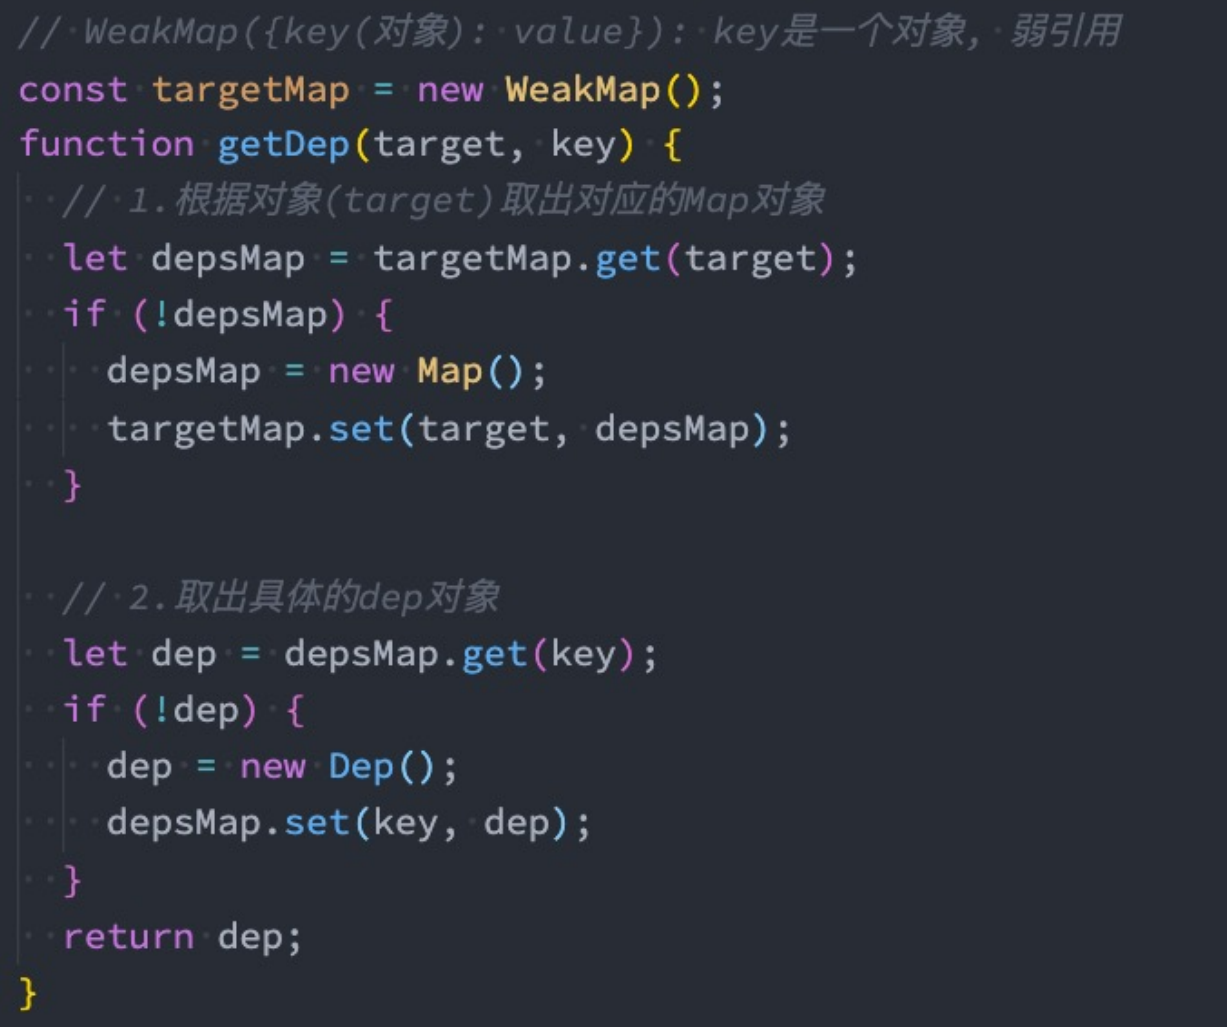 // WeakMap({key(对象): value}): key是一个对象, 弱引用
const targetMap = new WeakMap();
function getDep(target, key) {
  // 1.根据对象(target)取出对应的Map对象
  let depsMap = targetMap.get(target);
  if (!depsMap) {
    depsMap = new Map();
    targetMap.set(target, depsMap);
  }

  // 2.取出具体的dep对象
  let dep = depsMap.get(key);
  if (!dep) {
    dep = new Dep();
    depsMap.set(key, dep);
  }
  return dep;
}